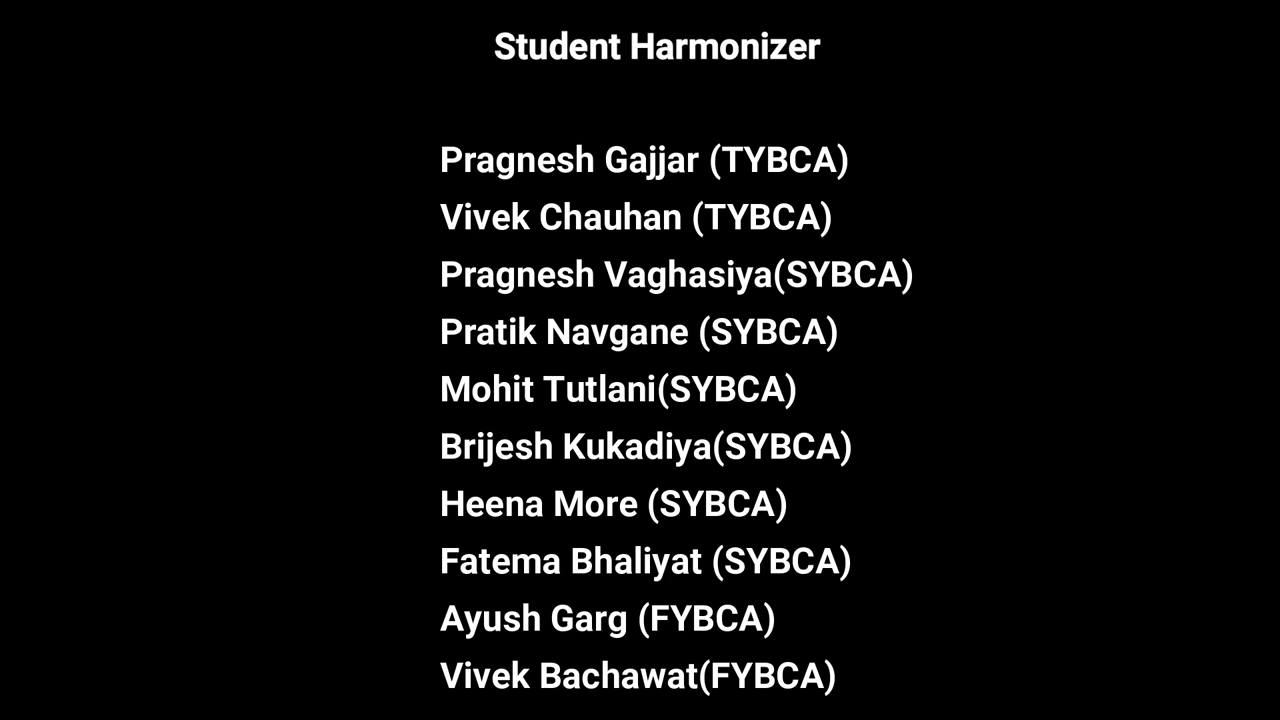 Student Harmonizer
Pragnesh Gajjar (TYBCA)
Vivek Chauhan (TYBCA)
Pragnesh Vaghasiya(SYBCA)
Pratik Navgane (SYBCA)
Mohit Tutlani(SYBCA)
Brijesh Kukadiya(SYBCA)
Heena More (SYBCA)
Fatema Bhaliyat (SYBCA)
Ayush Garg (FYBCA)
Vivek Bachawat(FYBCA)